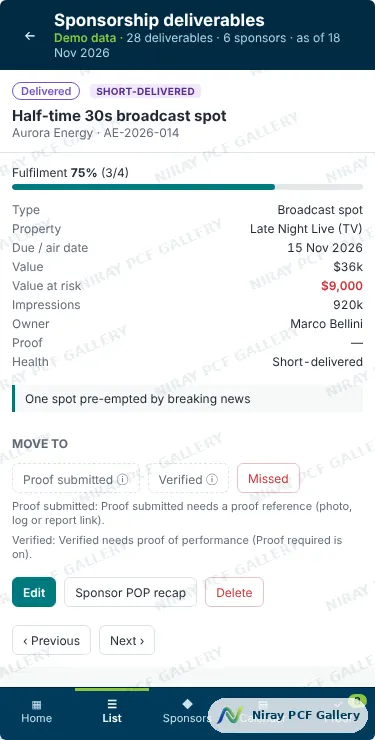 Sponsorship deliverables
Demo data · 28 deliverables · 6 sponsors · as of 18
Nov 2026
Delivered SHORT-DELIVERED
Half-time 30s broadcast spot
Aurora Energy · AE-2026-014
Fulfilment 75% (3/4)
Type Broadcast spot
Property Late Night Live (TV)
Due / air date 15 Nov 2026
Value $36k
Value at risk $9,000
Impressions 920k
Owner Marco Bellini
Proof —
Health Short-delivered
One spot pre-empted by breaking news
MOVE TO
Proof submitted ⓘ Verified ⓘ Missed
Proof submitted: Proof submitted needs a proof reference (photo,
log or report link).
Verified: Verified needs proof of performance (Proof required is
on).
Edit Sponsor POP recap Delete
‹ Previous Next ›
Home List Sponsors
Niray PCF Gallery
NIRAY PCF GALLERY